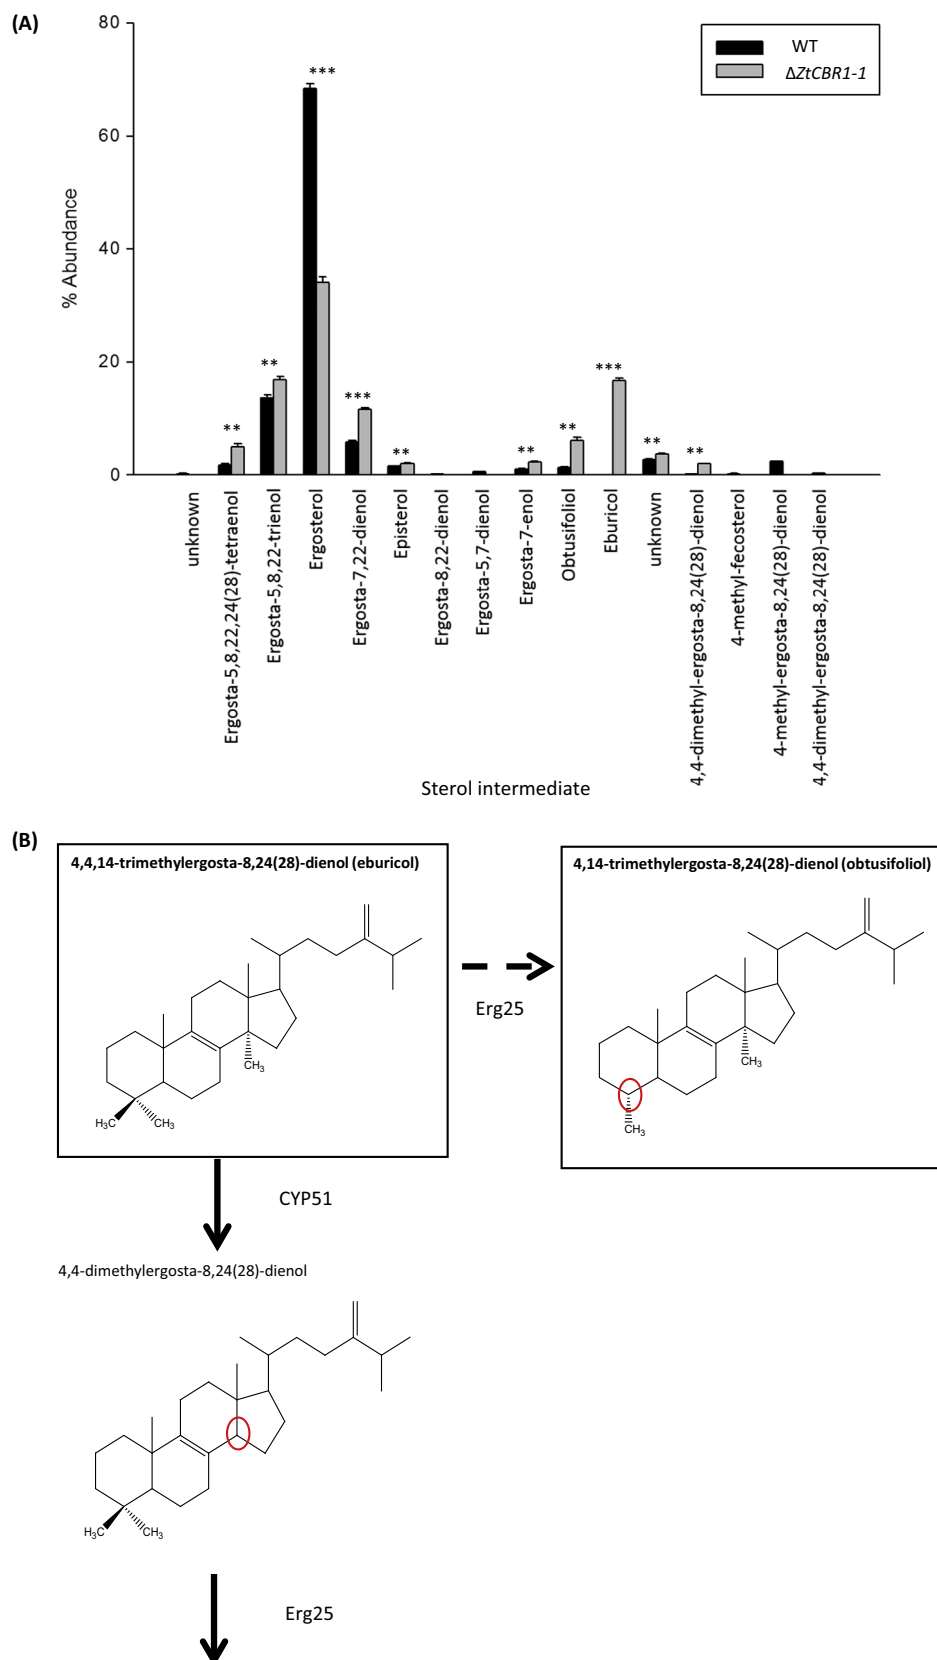 (A)
80
60
40
20
0
% Abundance
WT
ΔZtCBR1-1
**
**
***
***
**
**
**
***
**
**
unknown
Ergosta-5,8,22,24(28)-tetraenol
Ergosta-5,8,22-trienol
Ergosterol
Ergosta-7,22-dienol
Episterol
Ergosta-8,22-dienol
Ergosta-5,7-dienol
Ergosta-7-enol
Obtusifoliol
Eburicol
unknown
4,4-dimethyl-ergosta-8,24(28)-dienol
4-methyl-fecosterol
4-methyl-ergosta-8,24(28)-dienol
4,4-dimethyl-ergosta-8,24(28)-dienol
Sterol intermediate
(B)
4,4,14-trimethylergosta-8,24(28)-dienol (eburicol)
CH₃
H₃C
CH₃
Erg25
4,14-trimethylergosta-8,24(28)-dienol (obtusifoliol)
CH₃
CH₃
CYP51
4,4-dimethylergosta-8,24(28)-dienol
H₃C
CH₃
Erg25